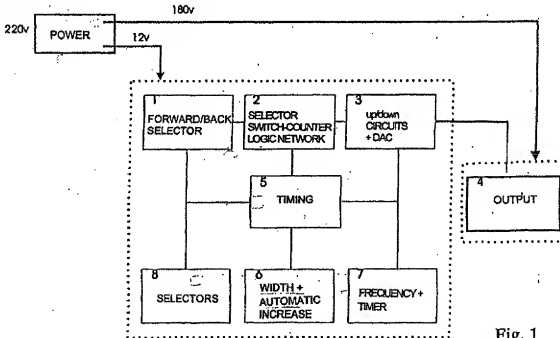 180v
220v
POWER
12v
1
FORWARD/BACK
SELECTOR
2
SELECTOR
SWITCH-COUNTER
LOGIC NETWORK
3
up/down
CIRCUITS
+ DAC
4
OUTPUT
5
TIMING
8
SELECTORS
6
WIDTH +
AUTOMATIC
INCREASE
7
FREQUENCY +
TIMER
Fig. 1